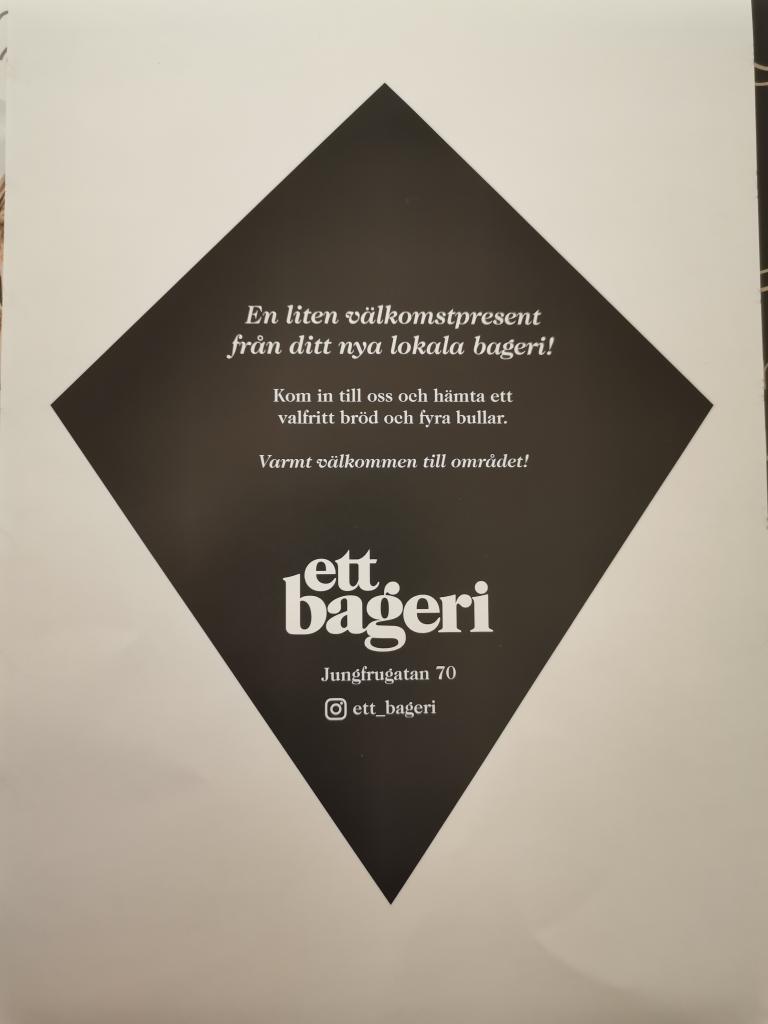 En liten välkomstpresent
från ditt nya lokala bageri!
Kom in till oss och hämta ett
valfritt bröd och fyra bullar.
Varmt välkommen till området!
ett
bageri
Jungfrugatan 70
ett_bageri